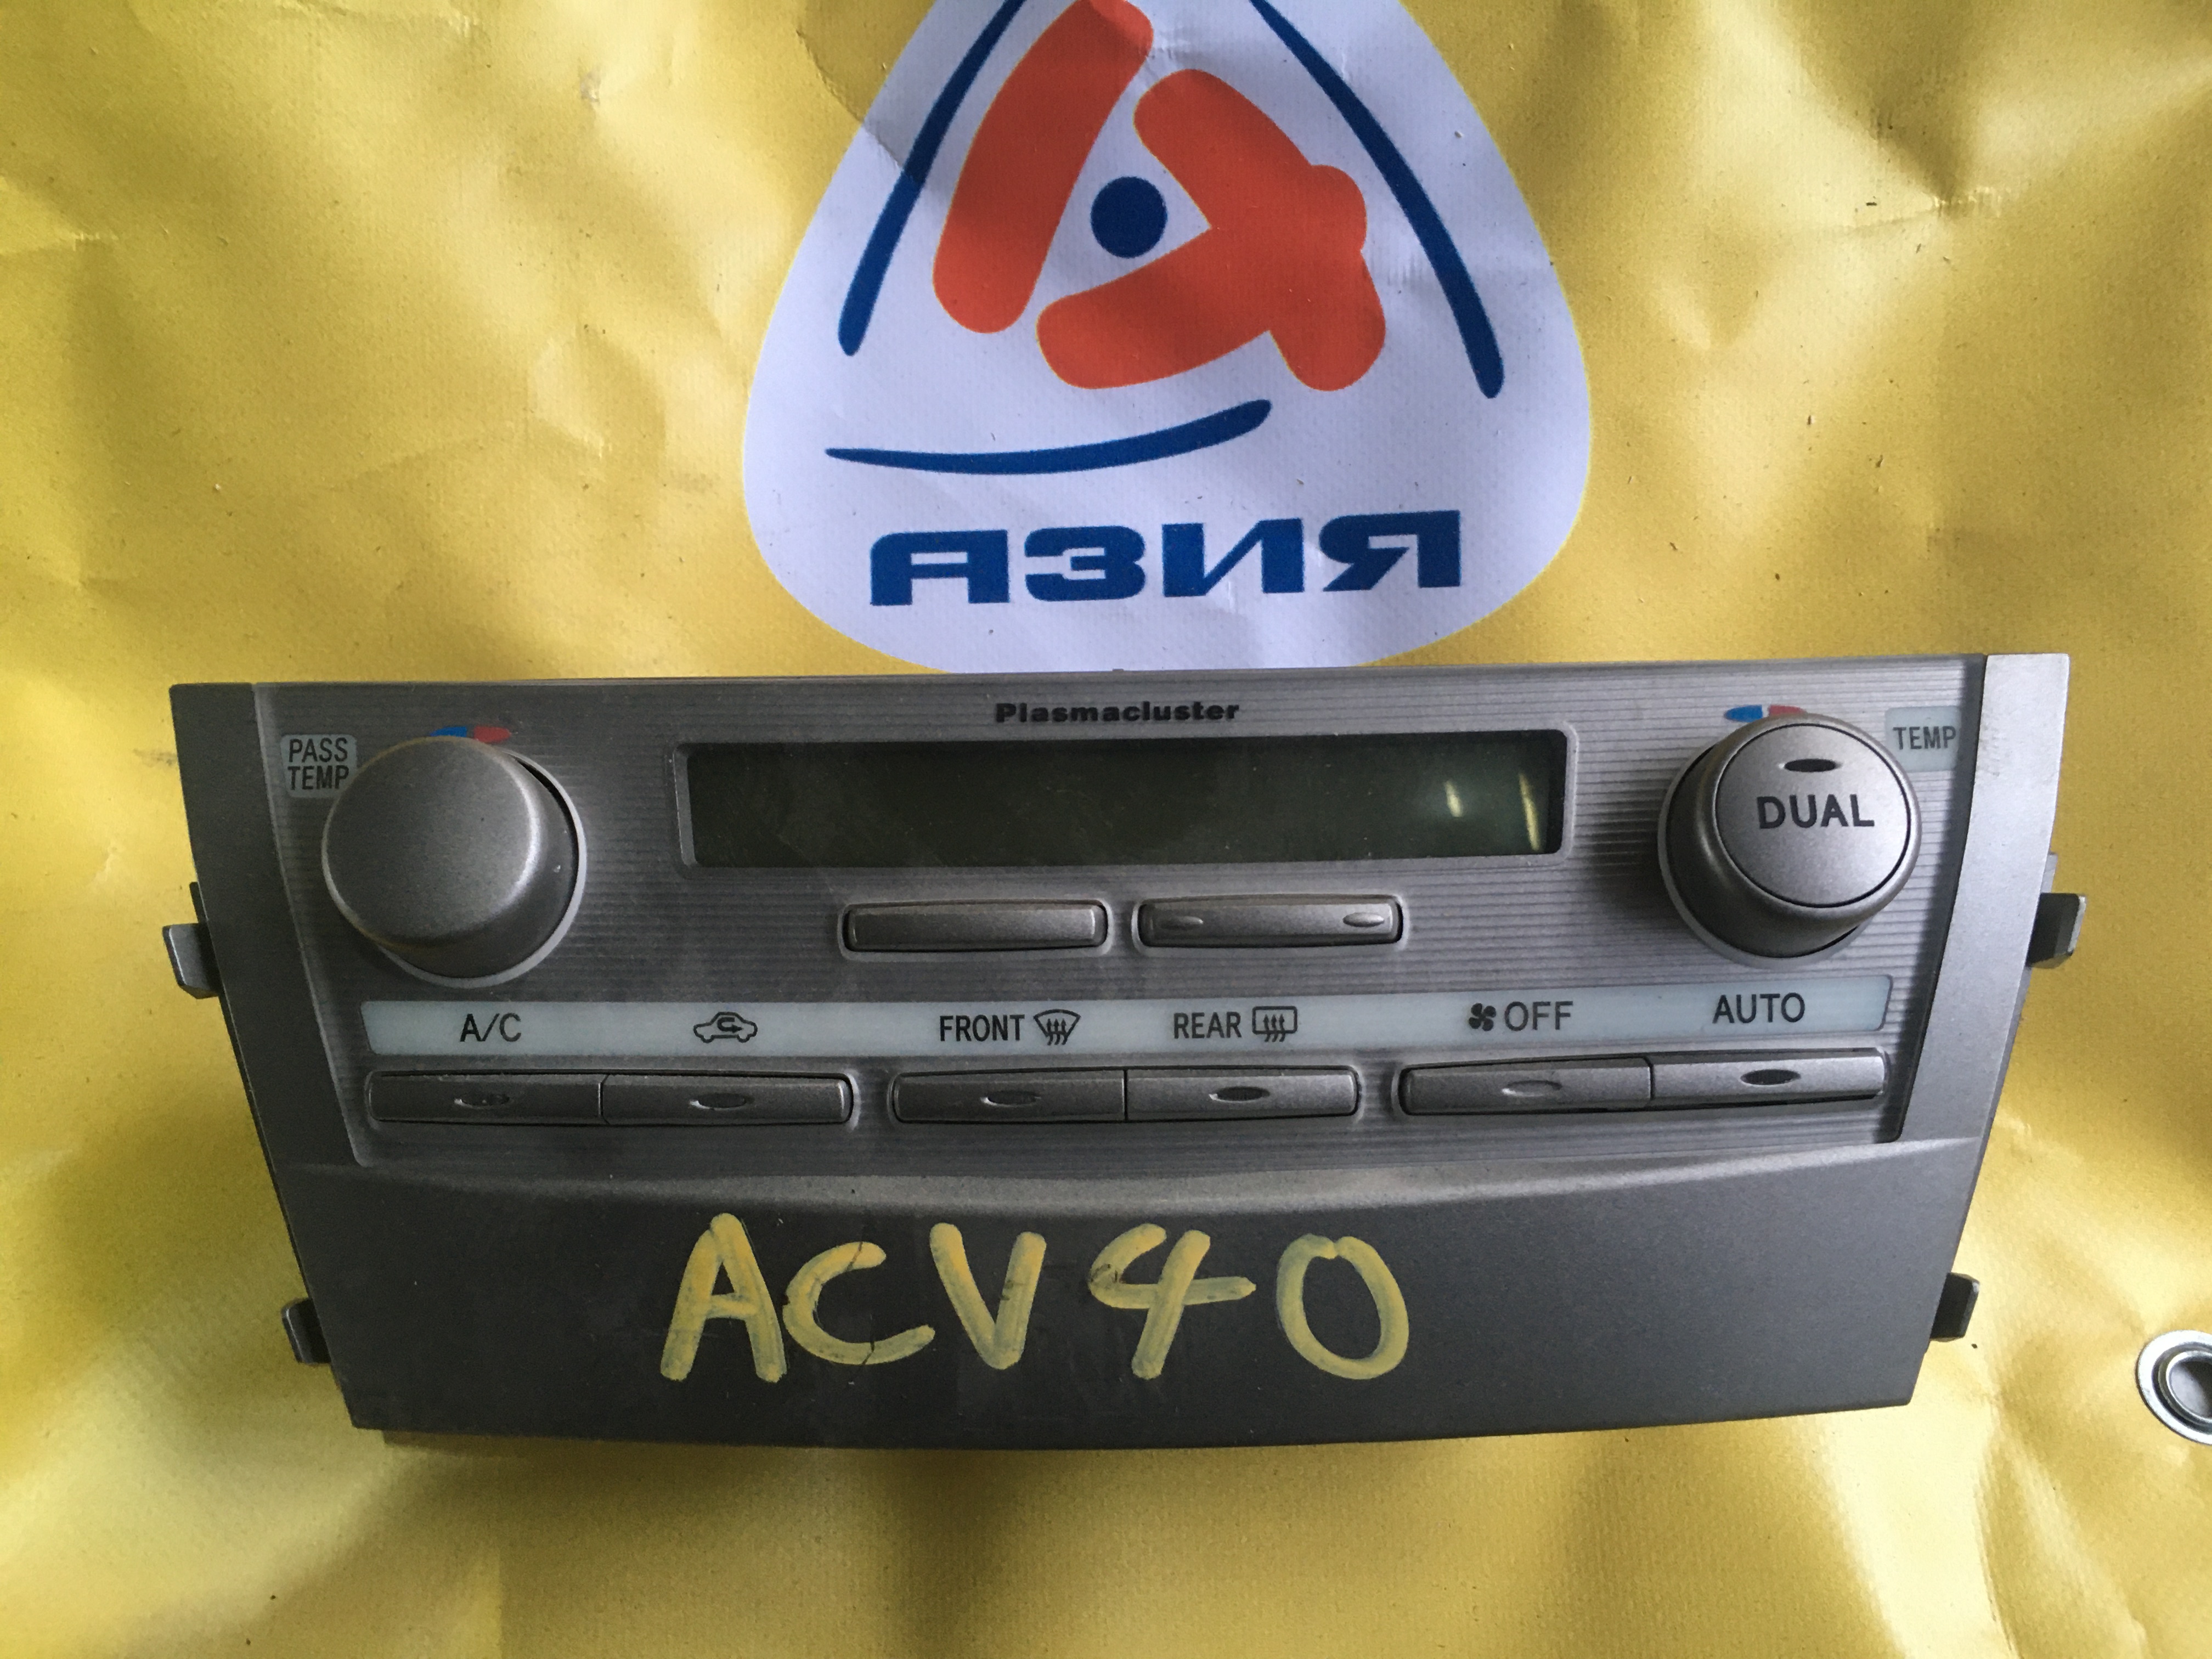 АЗИЯ
Plasmacluster
PASS
TEMP
TEMP
DUAL
A/C
FRONT
REAR
OFF
AUTO
ACV40